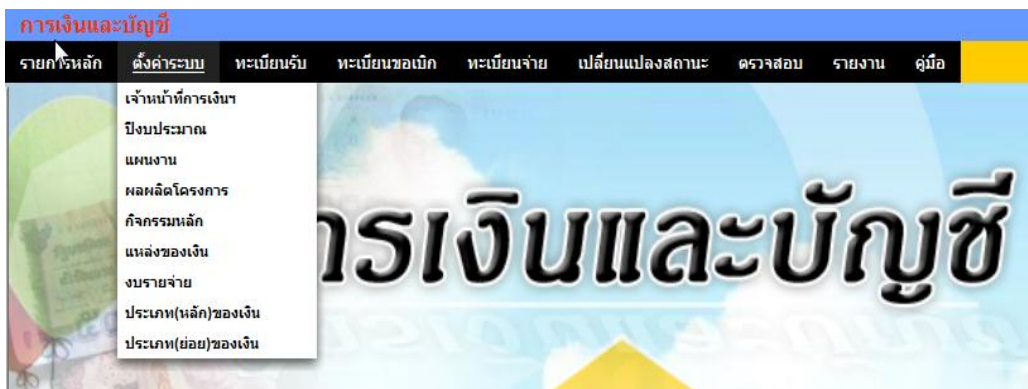 การเงินและบัญชี
รายการหลัก ตั้งค่าระบบ ทะเบียนรับ ทะเบียนขอเบิก ทะเบียนจ่าย เปลี่ยนแปลงสถานะ ตรวจสอบ รายงาน คู่มือ
เจ้าหน้าที่การเงินฯ
ปีงบประมาณ
แผนงาน
ผลผลิตโครงการ
กิจกรรมหลัก
แหล่งของเงิน
งบรายจ่าย
ประเภท(หลัก)ของเงิน
ประเภท(ย่อย)ของเงิน
ารเงินและบัญชี